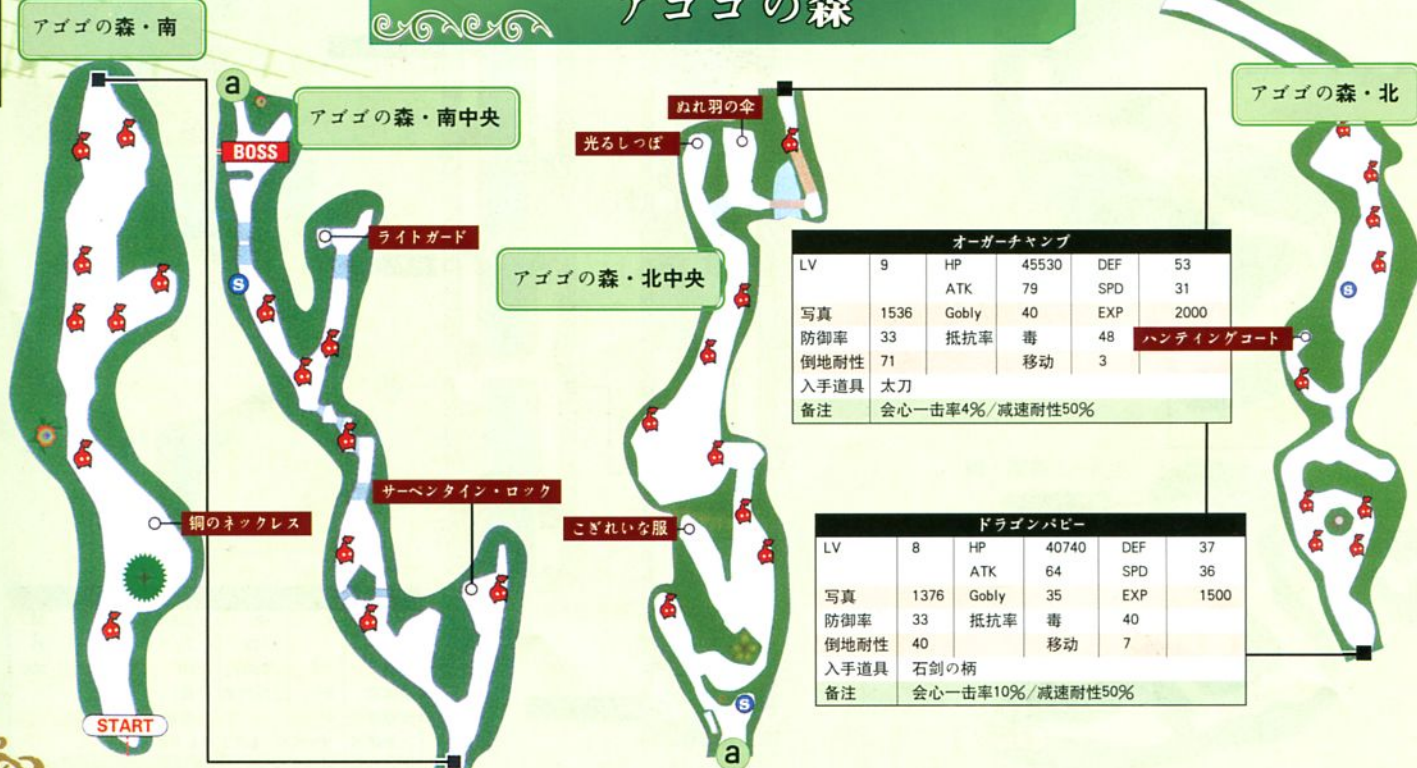 アゴゴの森
アゴゴの森・南
a
アゴゴの森・南中央
BOSS
ライトガード
S
サーペンタイン・ロック
銅のネックレス
START
ぬれ羽の傘
光るしっぽ
アゴゴの森・北中央
こぎれいな服
S
a
アゴゴの森・北
S
ハンティングコート
オーガーチャンプ
LV 9 HP 45530 DEF 53
ATK 79 SPD 31
写真 1536 Gobly 40 EXP 2000
防御率 33 抵抗率 毒 48
倒地耐性 71 移动 3
入手道具 太刀
备注 会心一击率4%/减速耐性50%
ドラゴンパピー
LV 8 HP 40740 DEF 37
ATK 64 SPD 36
写真 1376 Gobly 35 EXP 1500
防御率 33 抵抗率 毒 40
倒地耐性 40 移动 7
入手道具 石剣の柄
备注 会心一击率10%/减速耐性50%